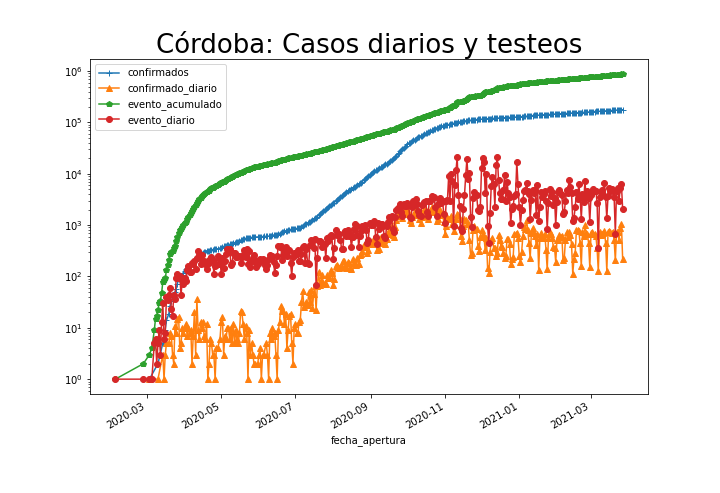 Córdoba: Casos diarios y testeos
confirmados
confirmado_diario
evento_acumulado
evento_diario
10⁶
10⁵
10⁴
10³
10²
10¹
10⁰
2020-03
2020-05
2020-07
2020-09
2020-11
2021-01
2021-03
fecha_apertura